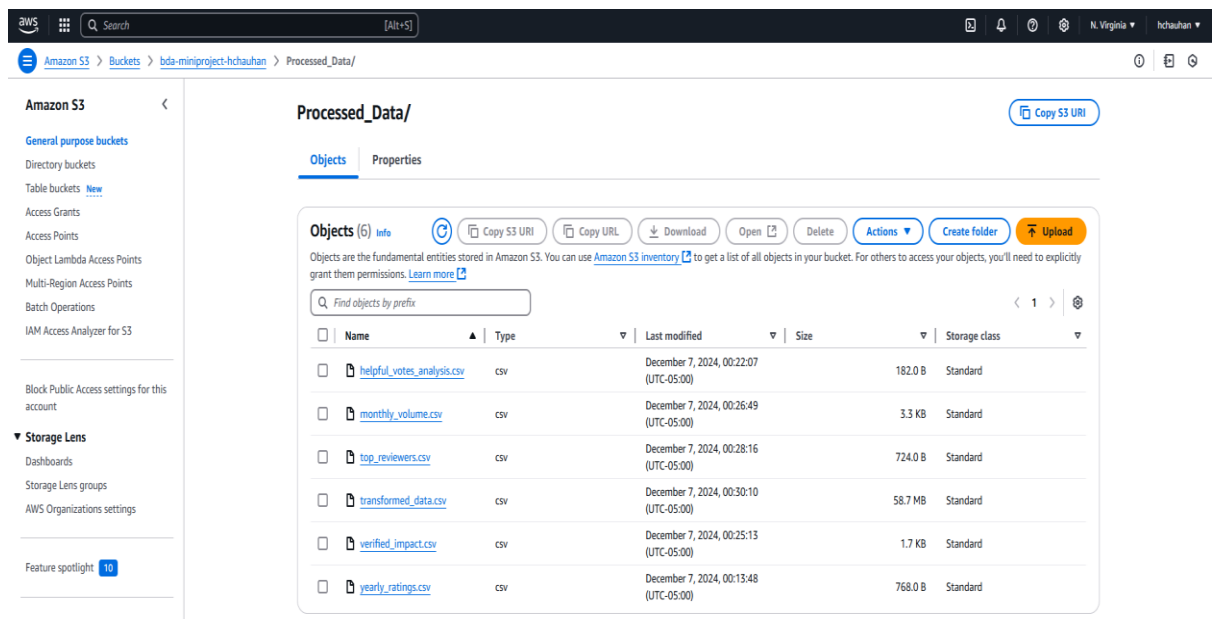 aws
Search [Alt+S] N. Virginia ▼ hchauhan ▼
Amazon S3 > Buckets > bda-miniproject-hchauhan > Processed_Data/
Amazon S3
General purpose buckets
Directory buckets
Table buckets New
Access Grants
Access Points
Object Lambda Access Points
Multi-Region Access Points
Batch Operations
IAM Access Analyzer for S3
Block Public Access settings for this
account
▼ Storage Lens
Dashboards
Storage Lens groups
AWS Organizations settings
Feature spotlight 10
Processed_Data/
Copy S3 URI
Objects Properties
Objects (6) Info Copy S3 URI Copy URL Download Open Delete Actions ▼ Create folder Upload
Objects are the fundamental entities stored in Amazon S3. You can use Amazon S3 inventory to get a list of all objects in your bucket. For others to access your objects, you'll need to explicitly
grant them permissions. Learn more
Find objects by prefix < 1 >
Name Type Last modified Size Storage class
helpful_votes_analysis.csv csv December 7, 2024, 00:22:07 182.0 B Standard
(UTC-05:00)
monthly_volume.csv csv December 7, 2024, 00:26:49 3.3 KB Standard
(UTC-05:00)
top_reviewers.csv csv December 7, 2024, 00:28:16 724.0 B Standard
(UTC-05:00)
transformed_data.csv csv December 7, 2024, 00:30:10 58.7 MB Standard
(UTC-05:00)
verified_impact.csv csv December 7, 2024, 00:25:13 1.7 KB Standard
(UTC-05:00)
yearly_ratings.csv csv December 7, 2024, 00:13:48 768.0 B Standard
(UTC-05:00)